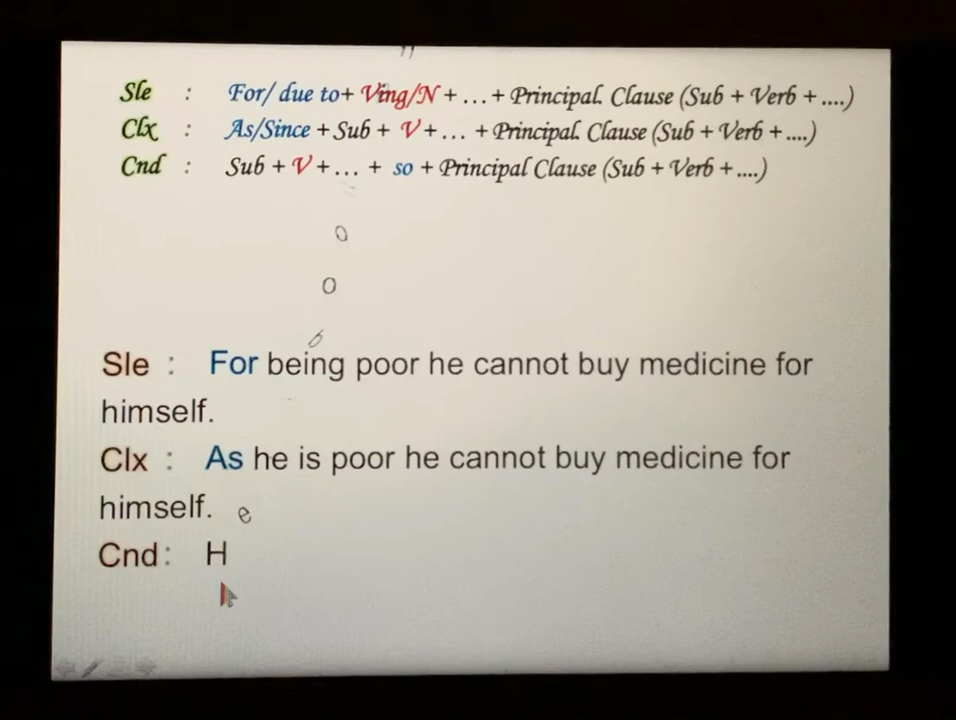 Sle : For/ due to+ Ving/N + ...+ Principal. Clause (Sub + Verb + ....)
Clx : As/Since + Sub + V +... + Principal. Clause (Sub + Verb + ....)
Cnd : Sub + V +... + so + Principal Clause (Sub + Verb + ....)
Sle : For being poor he cannot buy medicine for
himself.
Clx : As he is poor he cannot buy medicine for
himself. e
Cnd : H